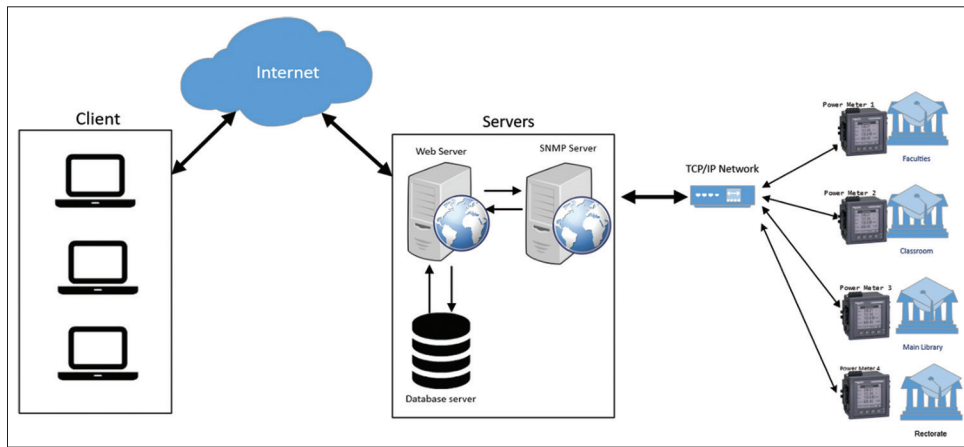 Internet
Client
Servers
Web Server
SNMP Server
Database server
TCP/IP Network
Power Meter 1
Faculties
Power Meter 2
Classroom
Power Meter 3
Main Library
Power Meter 4
Rectorate